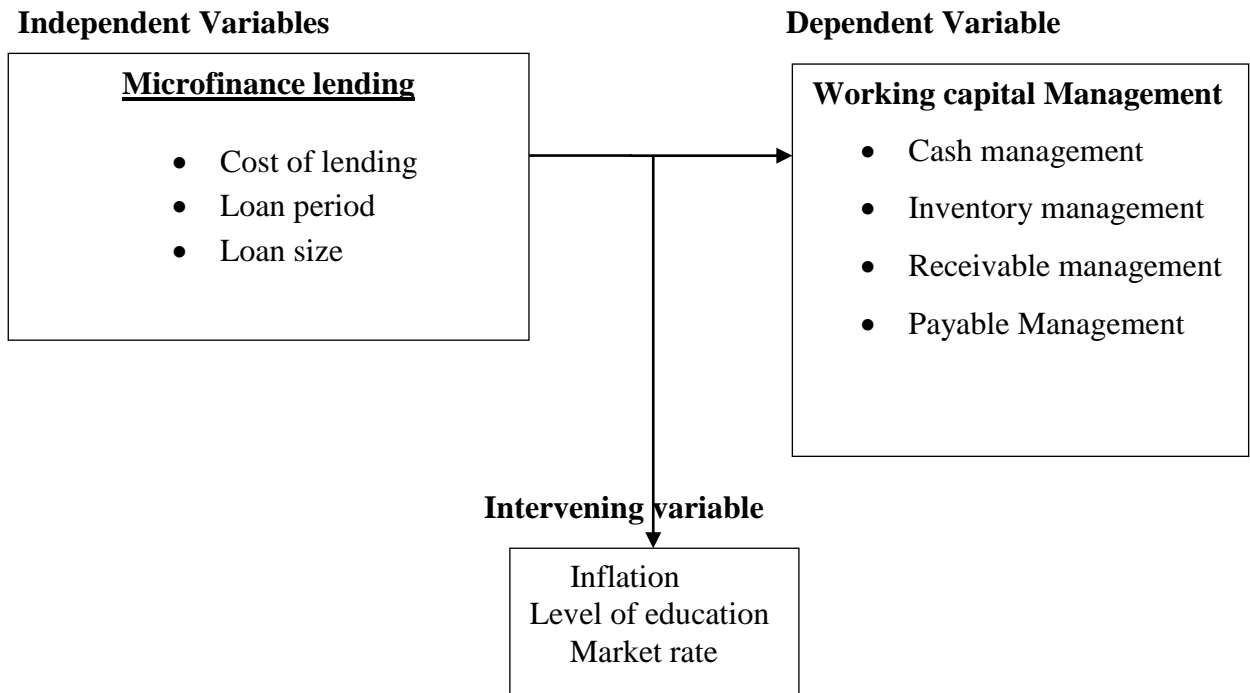 Independent Variables
Dependent Variable
Microfinance lending
• Cost of lending
• Loan period
• Loan size
Working capital Management
• Cash management
• Inventory management
• Receivable management
• Payable Management
Intervening variable
Inflation
Level of education
Market rate